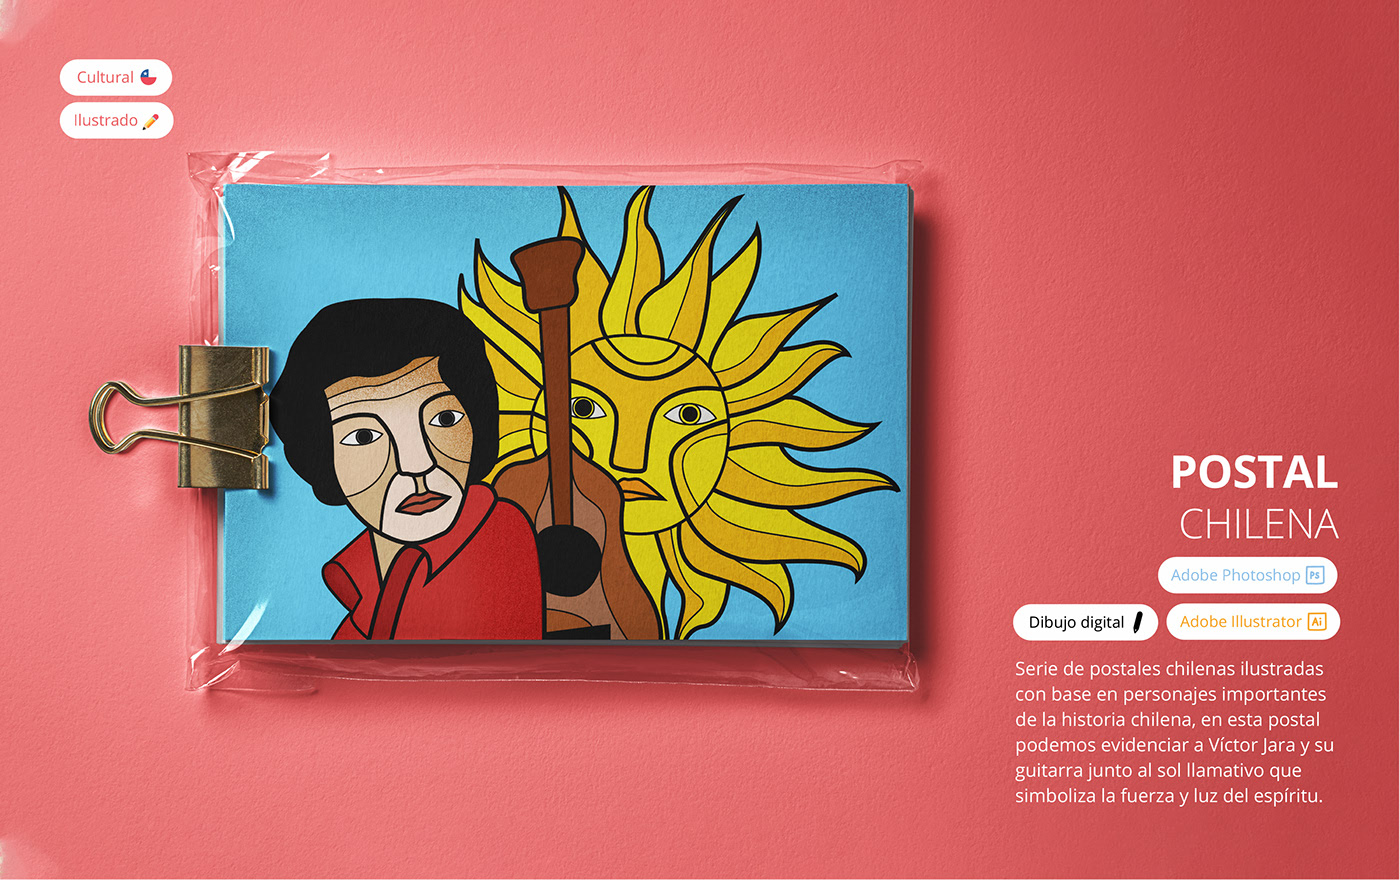 Cultural
Ilustrado
POSTAL
CHILENA
Adobe Photoshop Ps
Dibujo digital
Adobe Illustrator Ai
Serie de postales chilenas ilustradas
con base en personajes importantes
de la historia chilena, en esta postal
podemos evidenciar a Víctor Jara y su
guitarra junto al sol llamativo que
simboliza la fuerza y luz del espíritu.